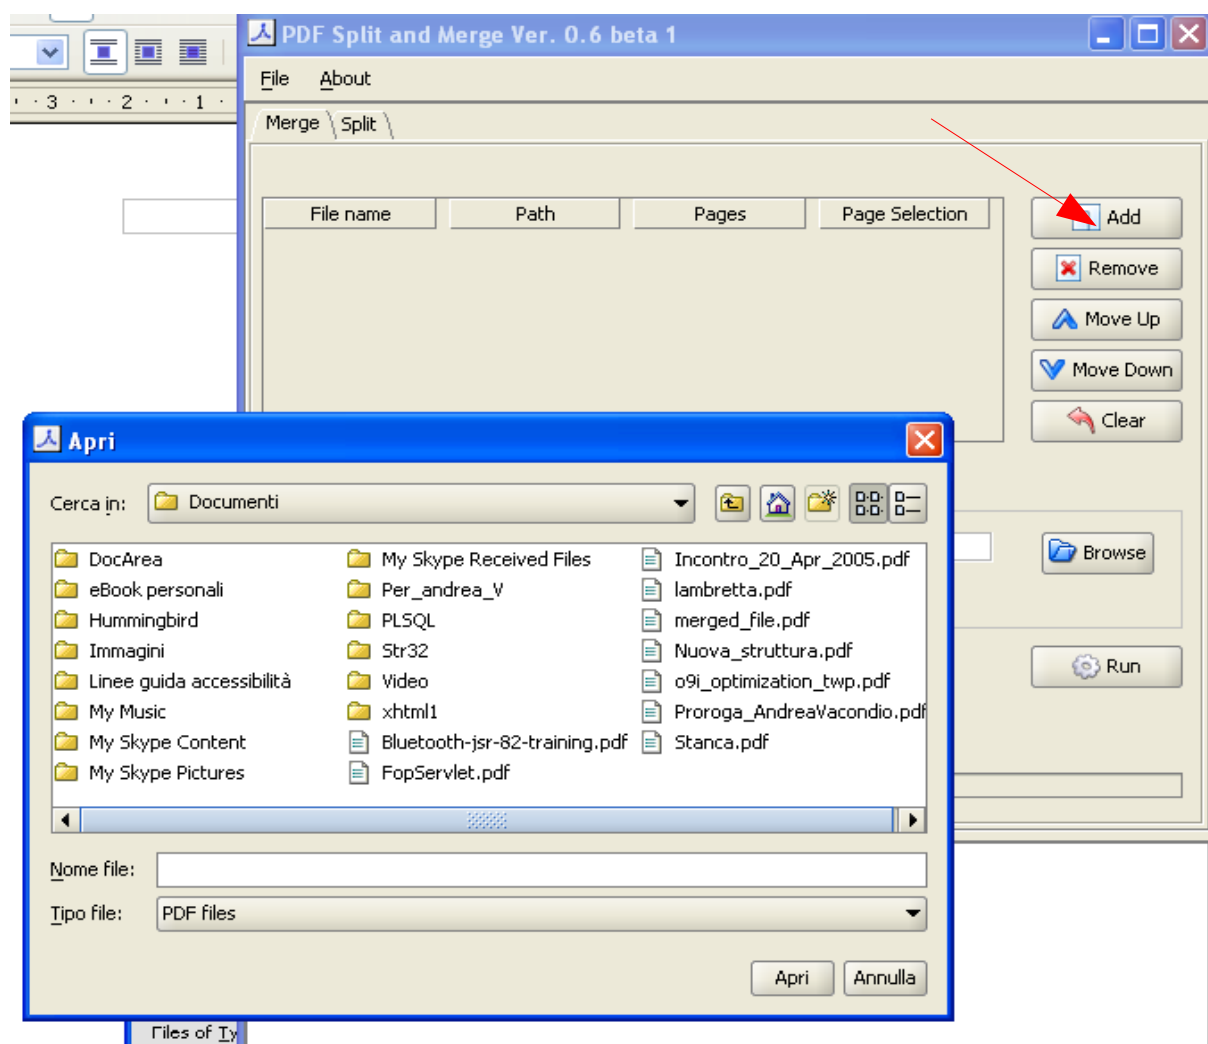 PDF Split and Merge Ver. 0.6 beta 1
File About
· 3 · · · 2 · · · 1 ·
Merge Split
File name Path Pages Page Selection
Add
Remove
Move Up
Move Down
Clear
Browse
Run
Apri
Cerca in: Documenti
DocArea
eBook personali
Hummingbird
Immagini
Linee guida accessibilità
My Music
My Skype Content
My Skype Pictures
My Skype Received Files
Per_andrea_V
PLSQL
Str32
Video
xhtml1
Bluetooth-jsr-82-training.pdf
FopServlet.pdf
Incontro_20_Apr_2005.pdf
lambretta.pdf
merged_file.pdf
Nuova_struttura.pdf
o9i_optimization_twp.pdf
Proroga_AndreaVacondio.pdf
Stanca.pdf
Nome file:
Tipo file: PDF files
Apri Annulla
Files of Ty